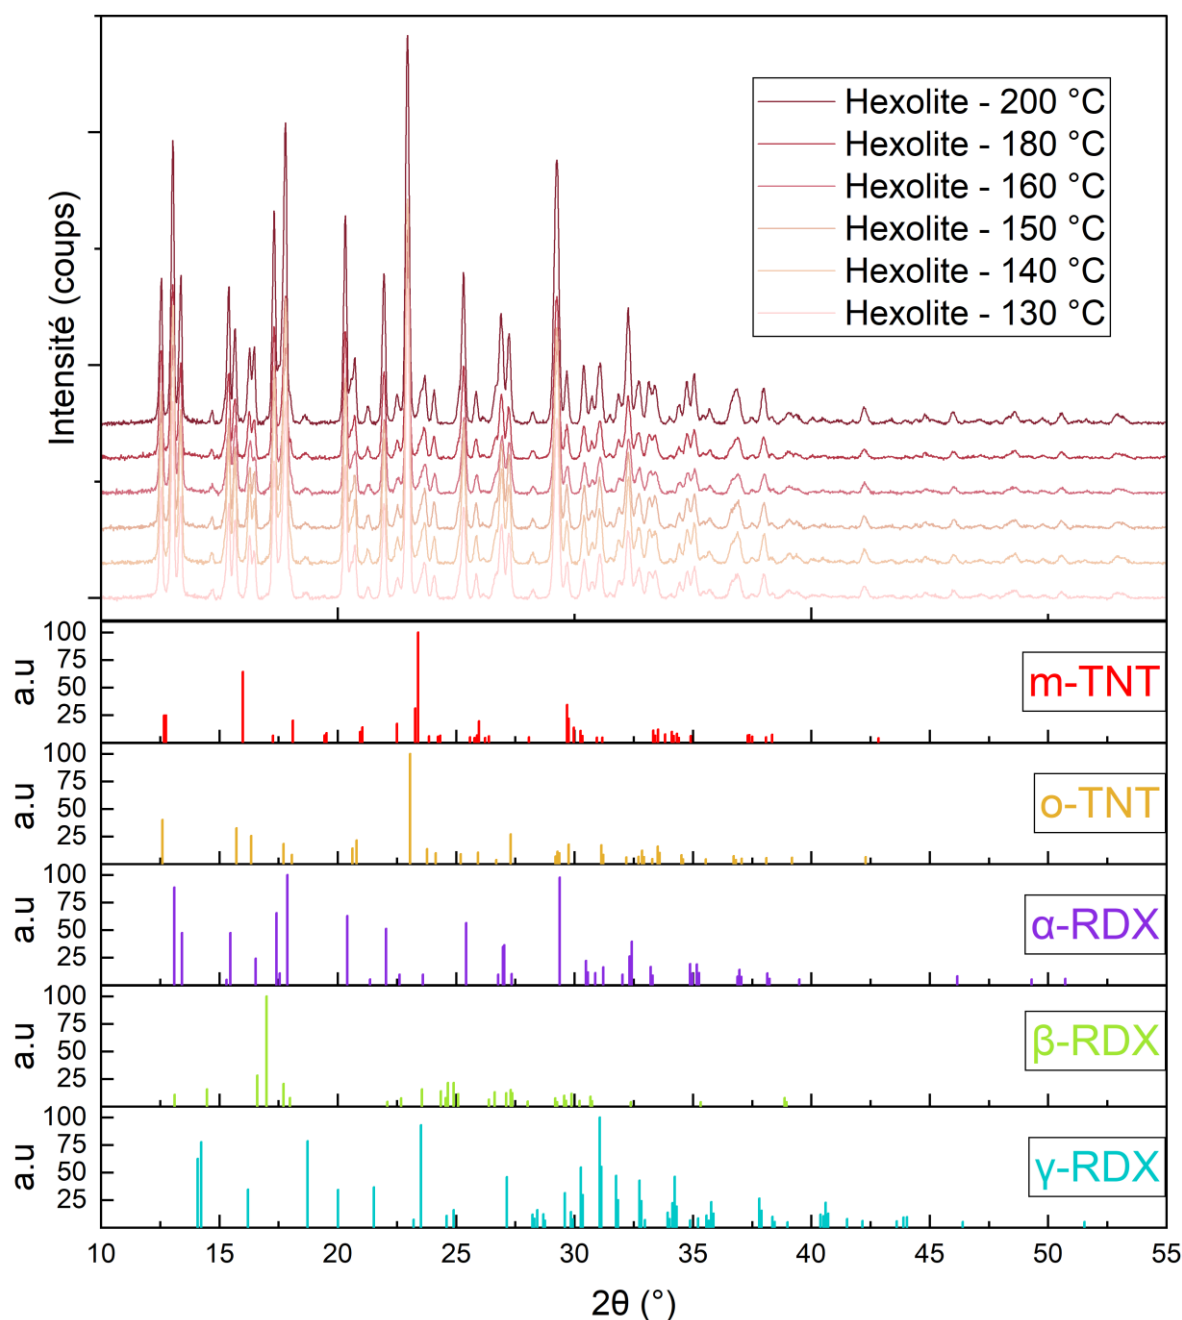 Intensité (coups)
Hexolite - 200 °C
Hexolite - 180 °C
Hexolite - 160 °C
Hexolite - 150 °C
Hexolite - 140 °C
Hexolite - 130 °C
100
75
50
25
a.u
m-TNT
100
75
50
25
a.u
o-TNT
100
75
50
25
a.u
α-RDX
100
75
50
25
a.u
β-RDX
100
75
50
25
a.u
γ-RDX
10 15 20 25 30 35 40 45 50 55
2θ (°)